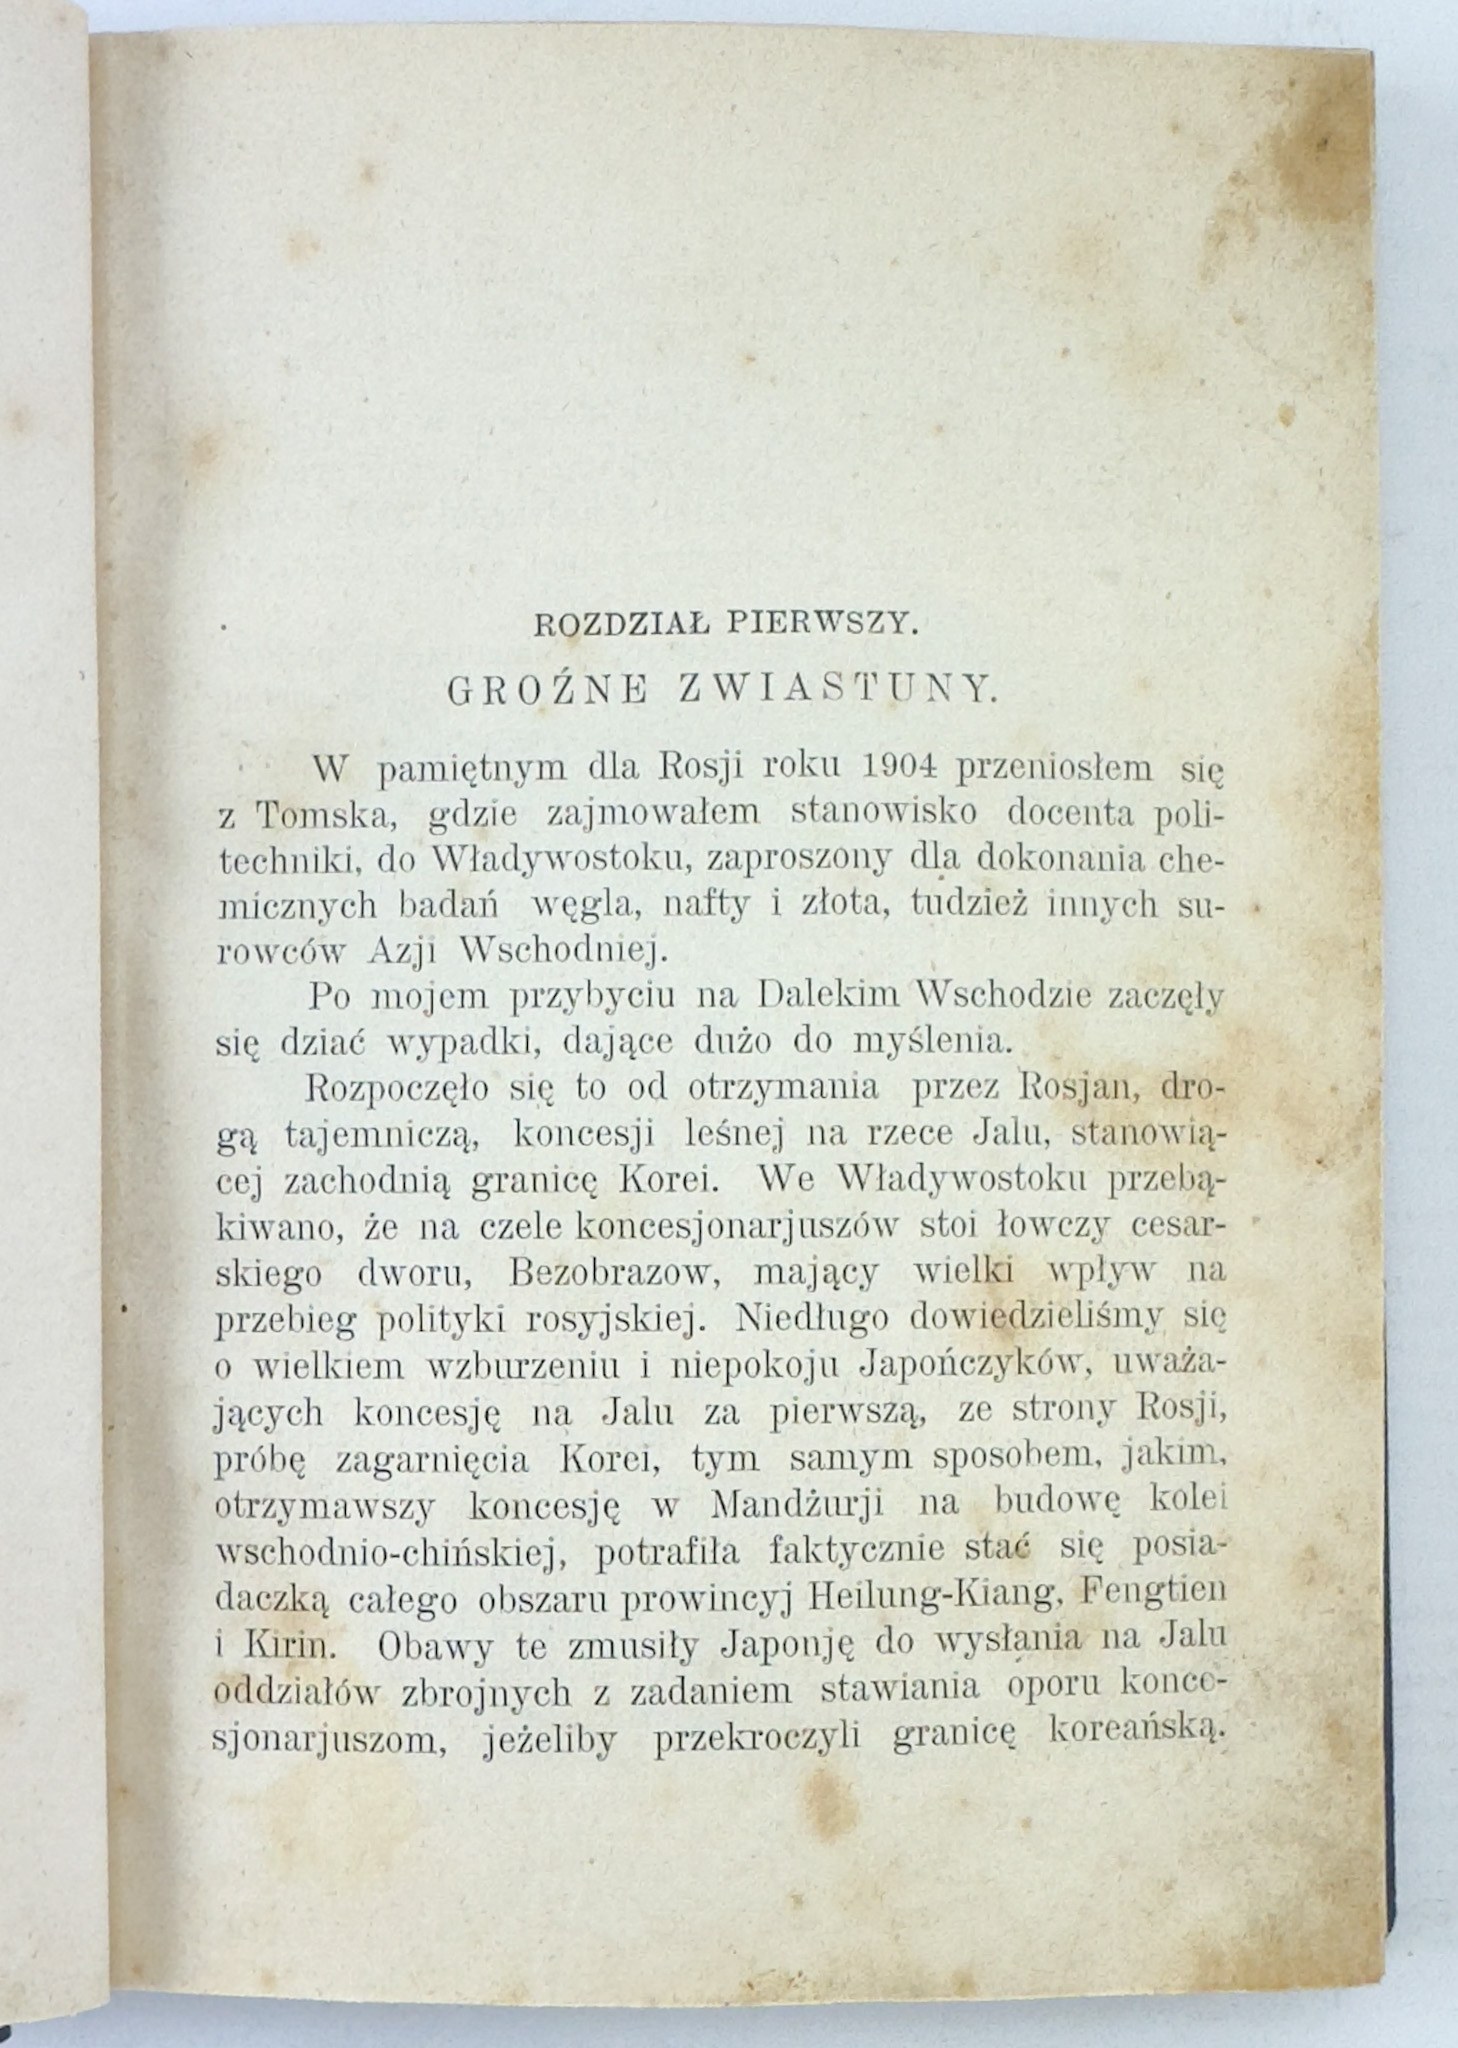 ROZDZIAŁ PIERWSZY.
GROŹNE ZWIASTUNY.
W pamiętnym dla Rosji roku 1904 przeniosłem się
z Tomska, gdzie zajmowałem stanowisko docenta poli-
techniki, do Władywostoku, zaproszony dla dokonania che-
micznych badań węgla, nafty i złota, tudzież innych su-
rowców Azji Wschodniej.
Po mojem przybyciu na Dalekim Wschodzie zaczęły
się dziać wypadki, dające dużo do myślenia.
Rozpoczęło się to od otrzymania przez Rosjan, dro-
gą tajemniczą, koncesji leśnej na rzece Jalu, stanowią-
cej zachodnią granicę Korei. We Władywostoku przebą-
kiwano, że na czele koncesjonarjuszów stoi łowczy cesar-
skiego dworu, Bezobrazow, mający wielki wpływ na
przebieg polityki rosyjskiej. Niedługo dowiedzieliśmy się
o wielkiem wzburzeniu i niepokoju Japończyków, uważa-
jących koncesję na Jalu za pierwszą, ze strony Rosji,
próbę zagarnięcia Korei, tym samym sposobem, jakim,
otrzymawszy koncesję w Mandżurji na budowę kolei
wschodnio-chińskiej, potrafiła faktycznie stać się posia-
daczką całego obszaru prowincyj Heilung-Kiang, Fengtien
i Kirin. Obawy te zmusiły Japonję do wysłania na Jalu
oddziałów zbrojnych z zadaniem stawiania oporu konce-
sjonarjuszom, jeżeliby przekroczyli granicę koreańską.